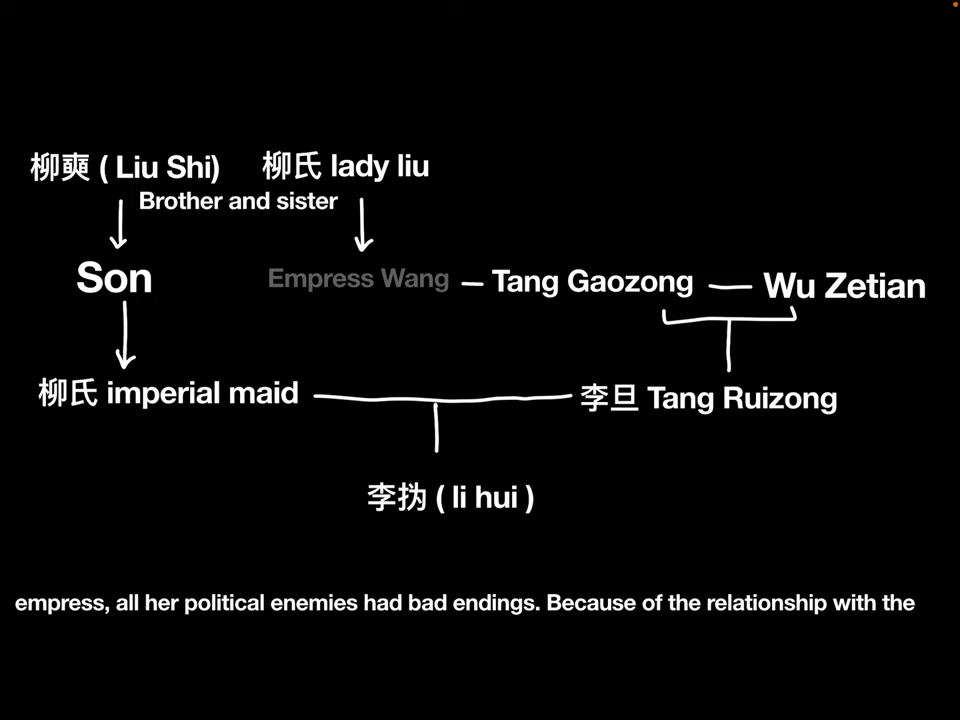 柳奭 ( Liu Shi)
柳氏 lady liu
Brother and sister
Son
Empress Wang
Tang Gaozong
Wu Zetian
柳氏 imperial maid
李旦 Tang Ruizong
李㧑 ( li hui )
empress, all her political enemies had bad endings. Because of the relationship with the